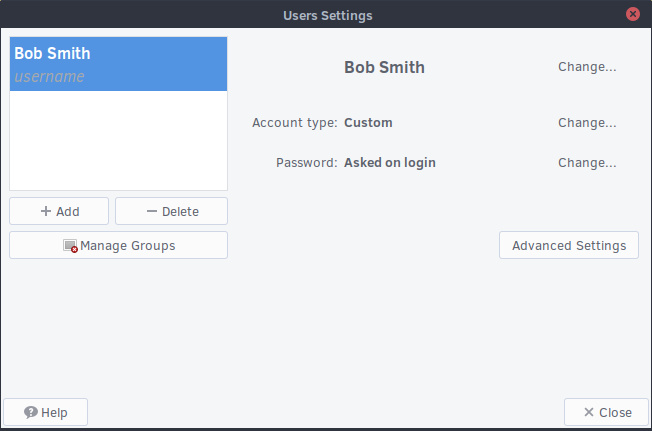 Users Settings
Bob Smith
username
Bob Smith
Change...
Account type: Custom
Change...
Password: Asked on login
Change...
Add
Delete
Manage Groups
Advanced Settings
Help
Close